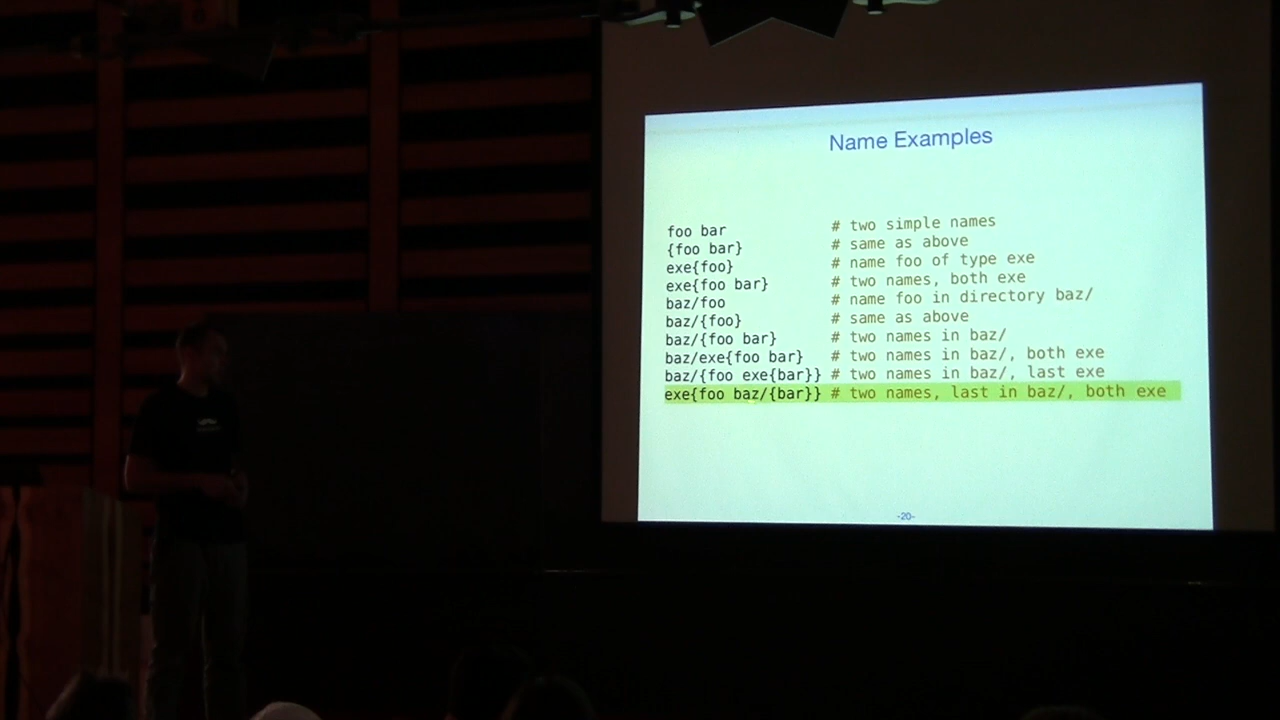 Name Examples
foo bar # two simple names
{foo bar} # same as above
exe{foo} # name foo of type exe
exe{foo bar} # two names, both exe
baz/foo # name foo in directory baz/
baz/{foo} # same as above
baz/{foo bar} # two names in baz/
baz/exe{foo bar} # two names in baz/, both exe
baz/{foo exe{bar}} # two names in baz/, last exe
exe{foo baz/{bar}} # two names, last in baz/, both exe
-20-